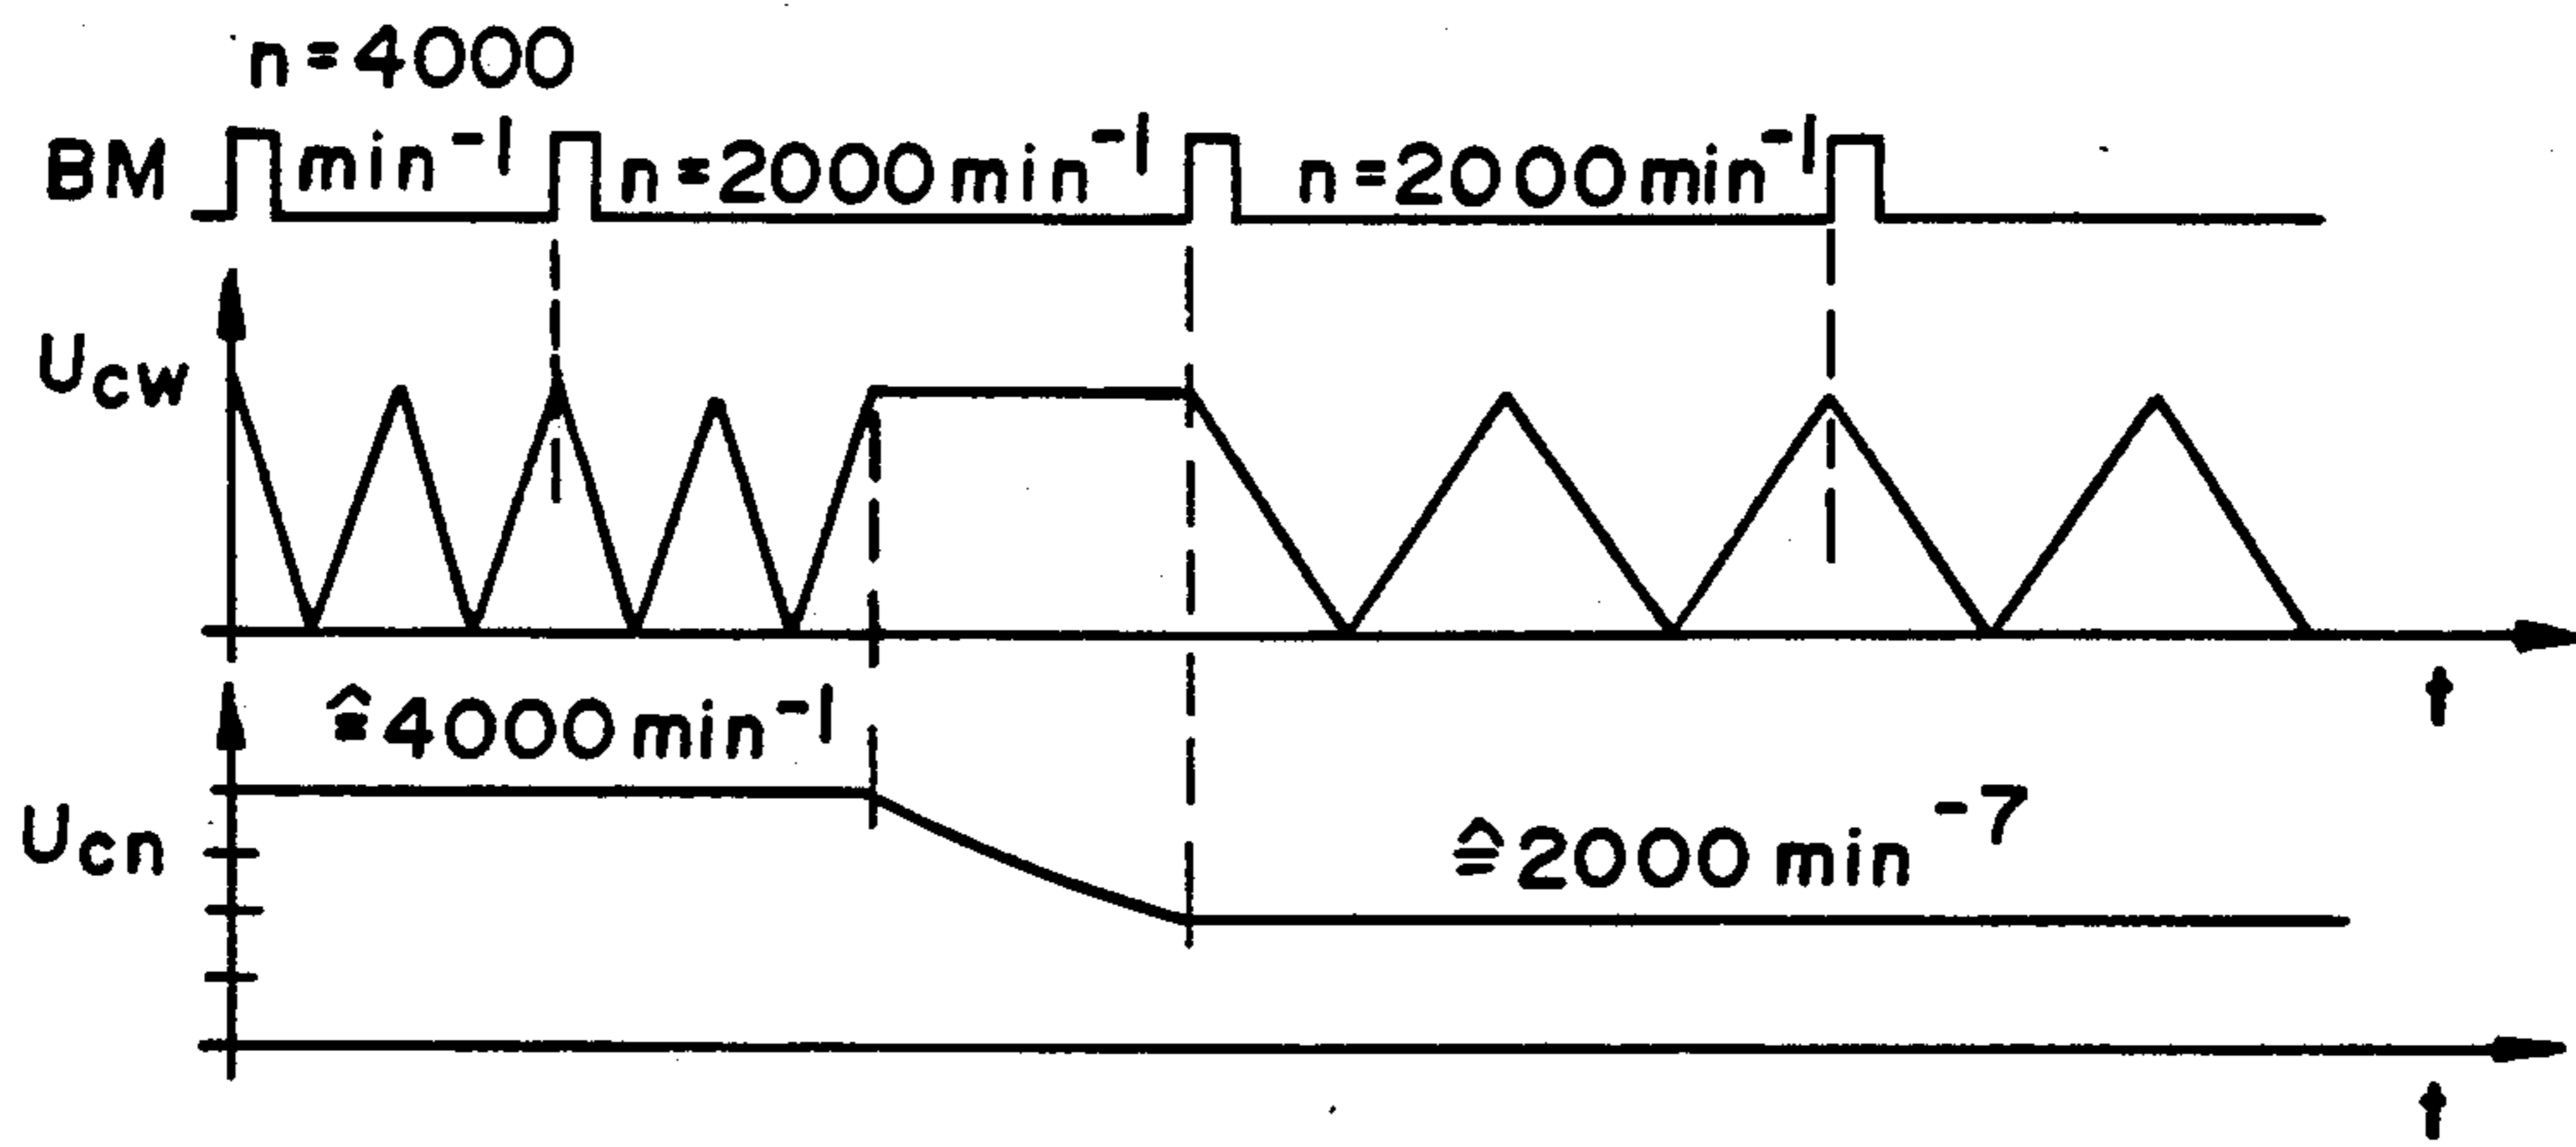 n=4000
BM min⁻¹ n=2000 min⁻¹ n=2000 min⁻¹
Ucw
t
≙4000 min⁻¹
Ucn ≙2000 min⁻⁷
t